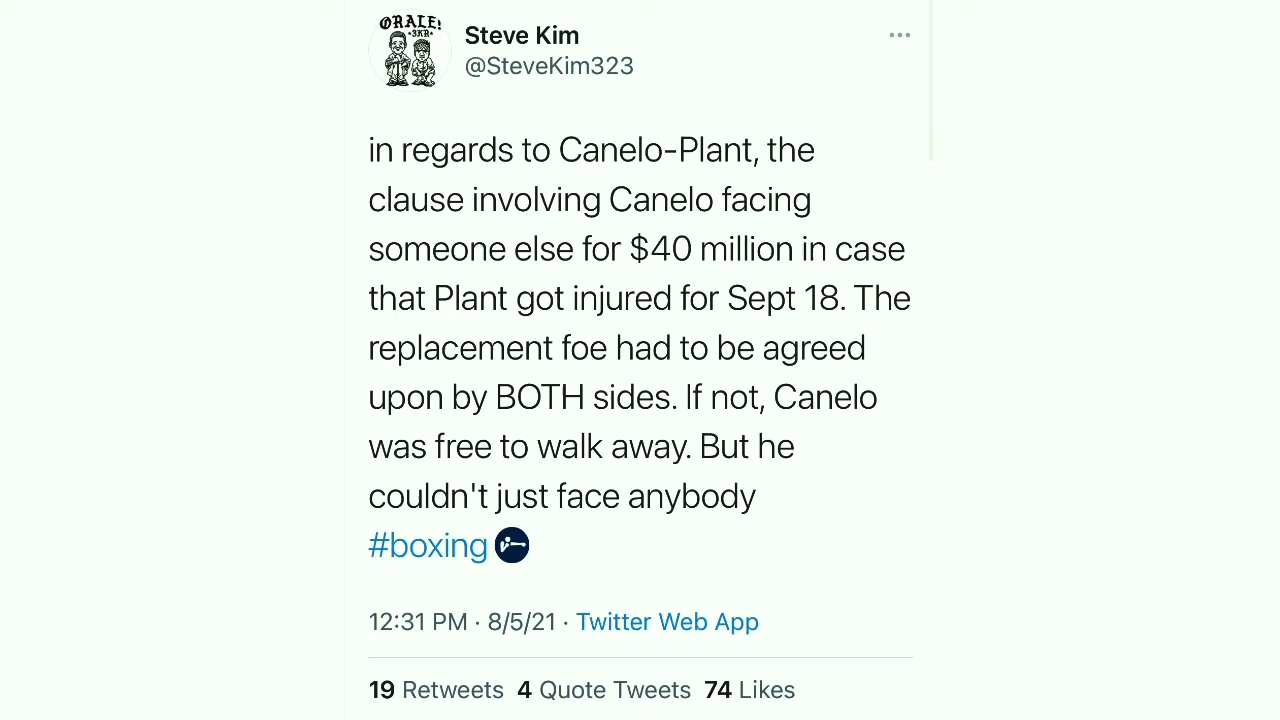 ORALE!
•3KR•
Steve Kim
@SteveKim323
in regards to Canelo-Plant, the
clause involving Canelo facing
someone else for $40 million in case
that Plant got injured for Sept 18. The
replacement foe had to be agreed
upon by BOTH sides. If not, Canelo
was free to walk away. But he
couldn't just face anybody
#boxing
12:31 PM · 8/5/21 · Twitter Web App
19 Retweets 4 Quote Tweets 74 Likes